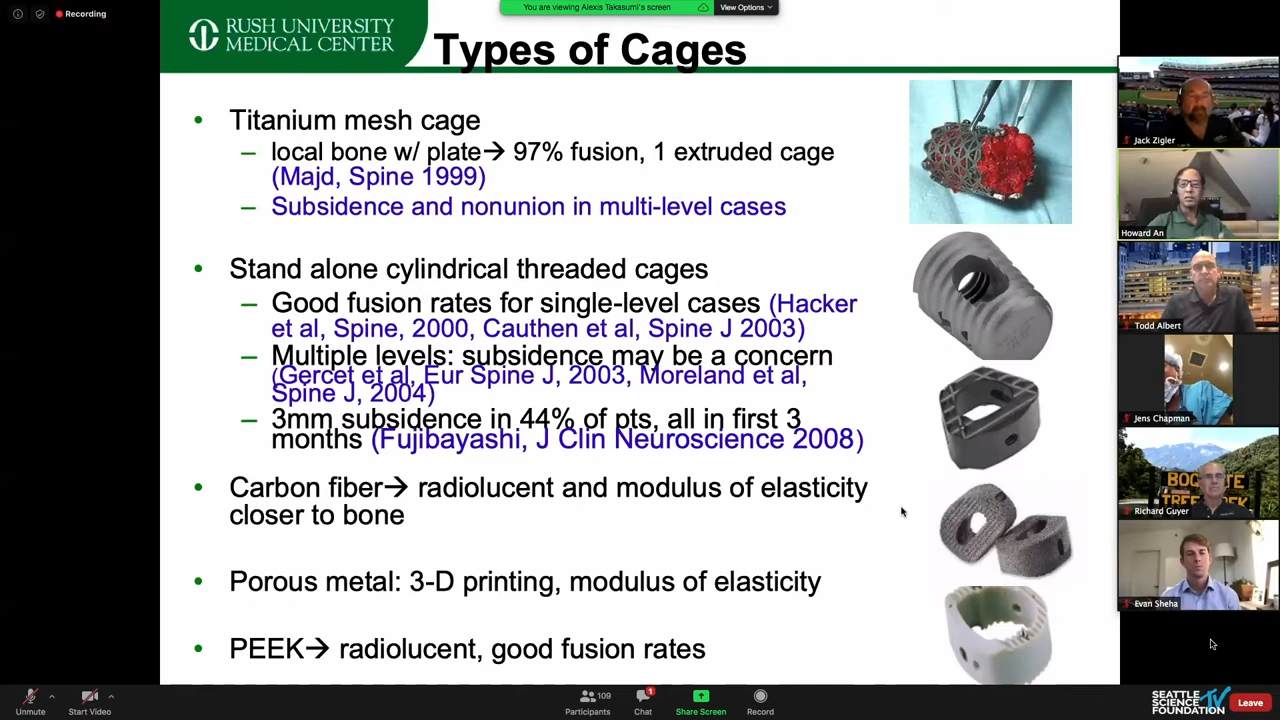 Recording
You are viewing Alexis Takasumi's screen
View Options
RUSH UNIVERSITY
MEDICAL CENTER
Types of Cages
• Titanium mesh cage
– local bone w/ plate→ 97% fusion, 1 extruded cage
(Majd, Spine 1999)
– Subsidence and nonunion in multi-level cases
• Stand alone cylindrical threaded cages
– Good fusion rates for single-level cases (Hacker
et al, Spine, 2000, Cauthen et al, Spine J 2003)
– Multiple levels: subsidence may be a concern
(Gercet et al, Eur Spine J, 2003, Moreland et al,
Spine J, 2004)
– 3mm subsidence in 44% of pts, all in first 3
months (Fujibayashi, J Clin Neuroscience 2008)
• Carbon fiber→ radiolucent and modulus of elasticity
closer to bone
• Porous metal: 3-D printing, modulus of elasticity
• PEEK→ radiolucent, good fusion rates
Jack Zigler
Howard An
Todd Albert
Jens Chapman
BOQUETE
TREE TREK
Richard Guyer
Evan Sheha
Unmute
Start Video
109
Participants
1
Chat
Share Screen
Record
SEATTLE
SCIENCE
FOUNDATION
TV
Leave